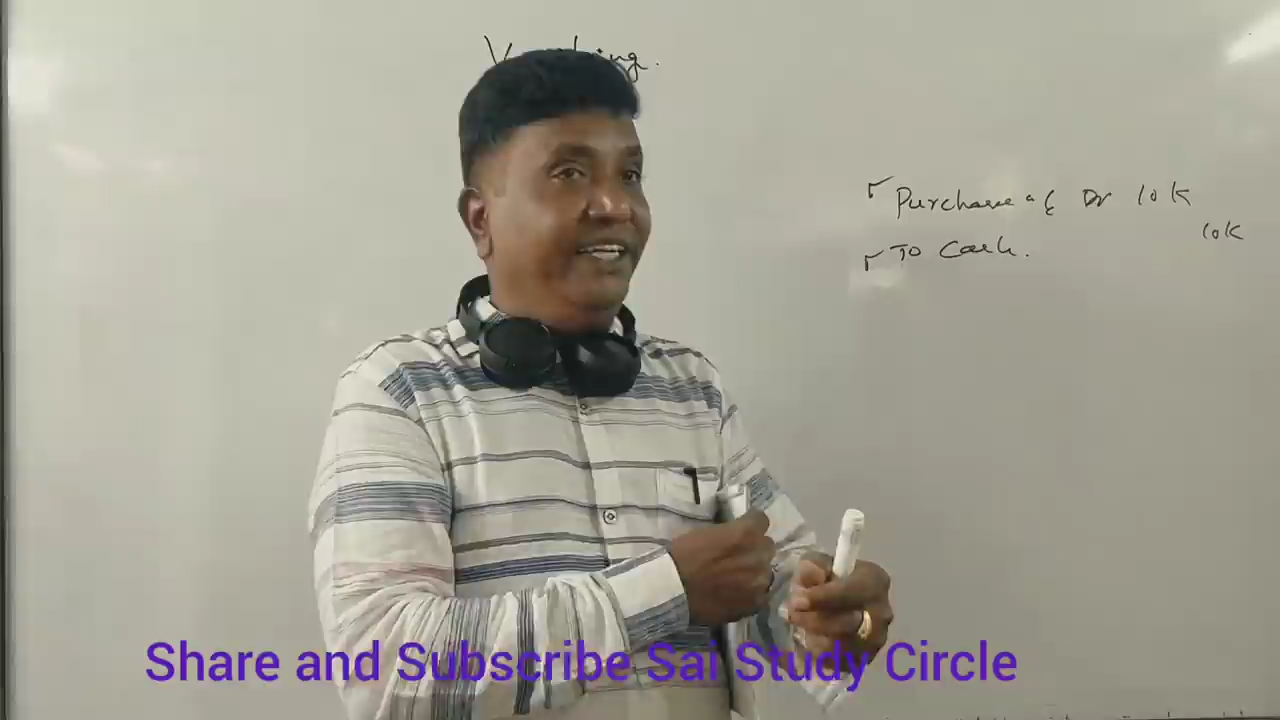 Purchase a/c Dr 10K
10K
To Cash.
Share and Subscribe Sai Study Circle